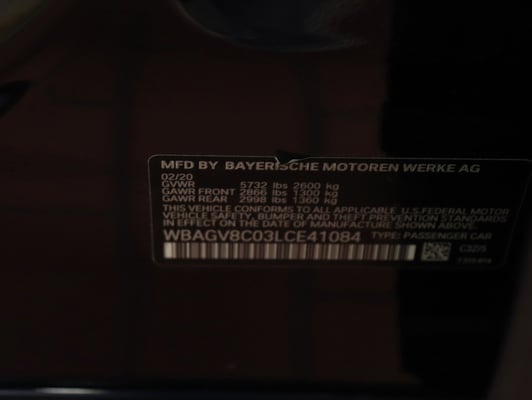 MFD BY BAYERISCHE MOTOREN WERKE AG
02/20
GVWR 5732 lbs 2600 kg
GAWR FRONT 2866 lbs 1300 kg
GAWR REAR 2998 lbs 1360 kg
THIS VEHICLE CONFORMS TO ALL APPLICABLE U.S.FEDERAL MOTOR
VEHICLE SAFETY, BUMPER AND THEFT PREVENTION STANDARDS
IN EFFECT ON THE DATE OF MANUFACTURE SHOWN ABOVE.
WBAGV8C03LCE41084 TYPE: PASSENGER CAR